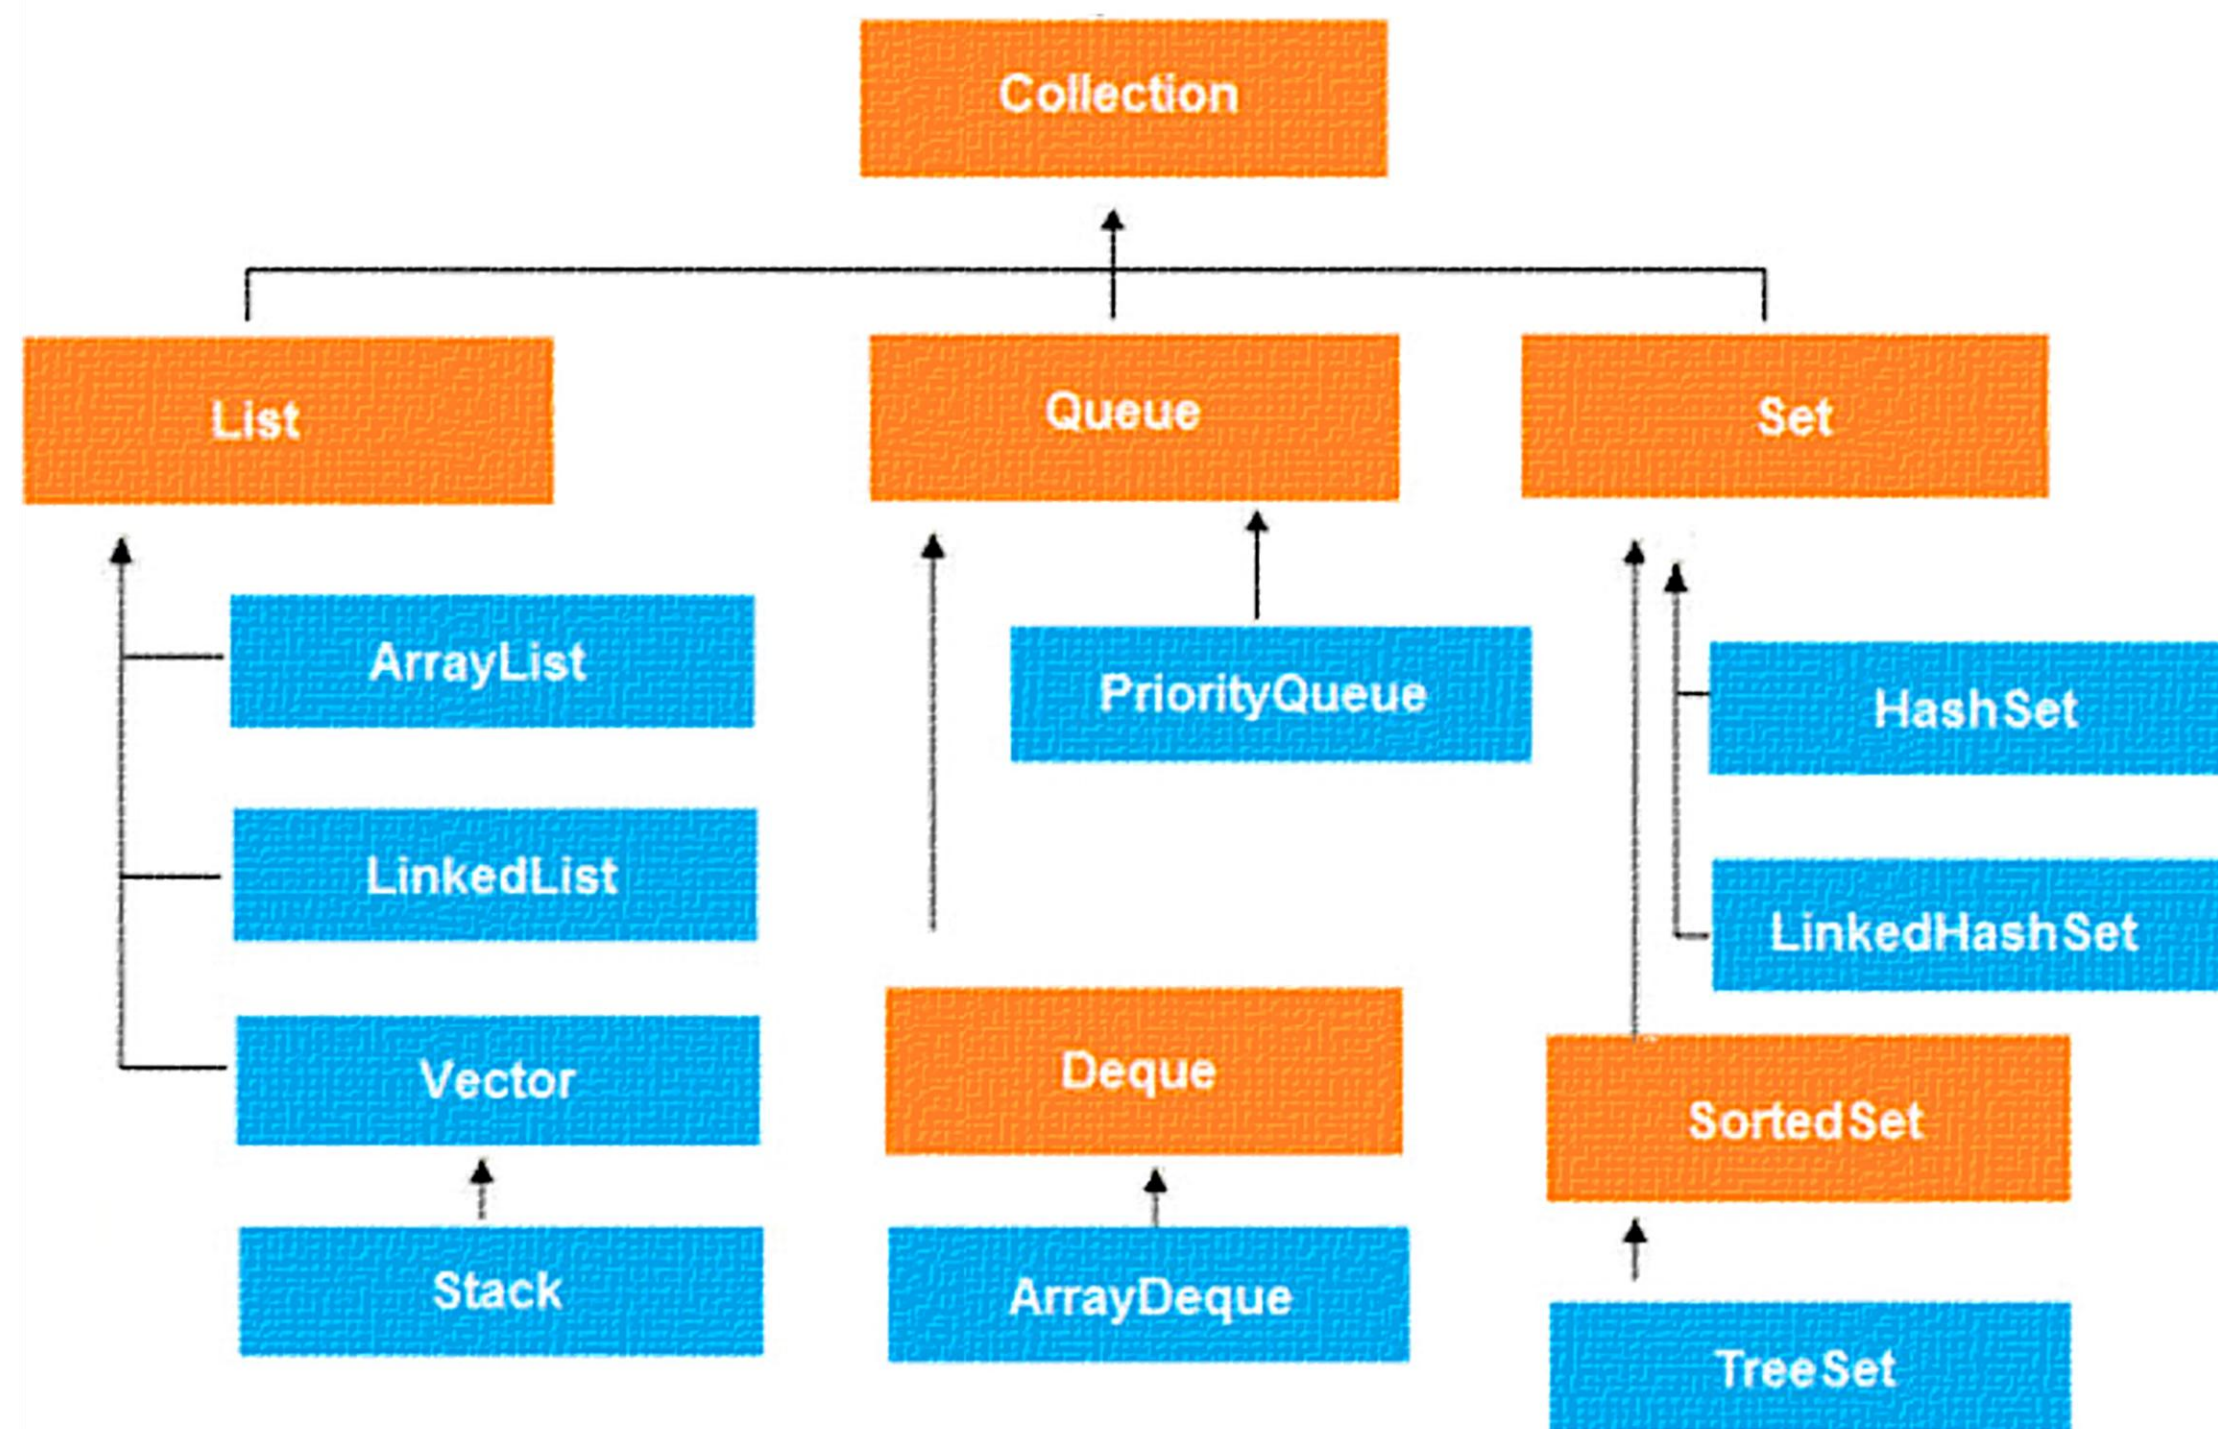 Collection
List
Queue
Set
ArrayList
PriorityQueue
HashSet
LinkedList
LinkedHashSet
Vector
Deque
SortedSet
Stack
ArrayDeque
TreeSet